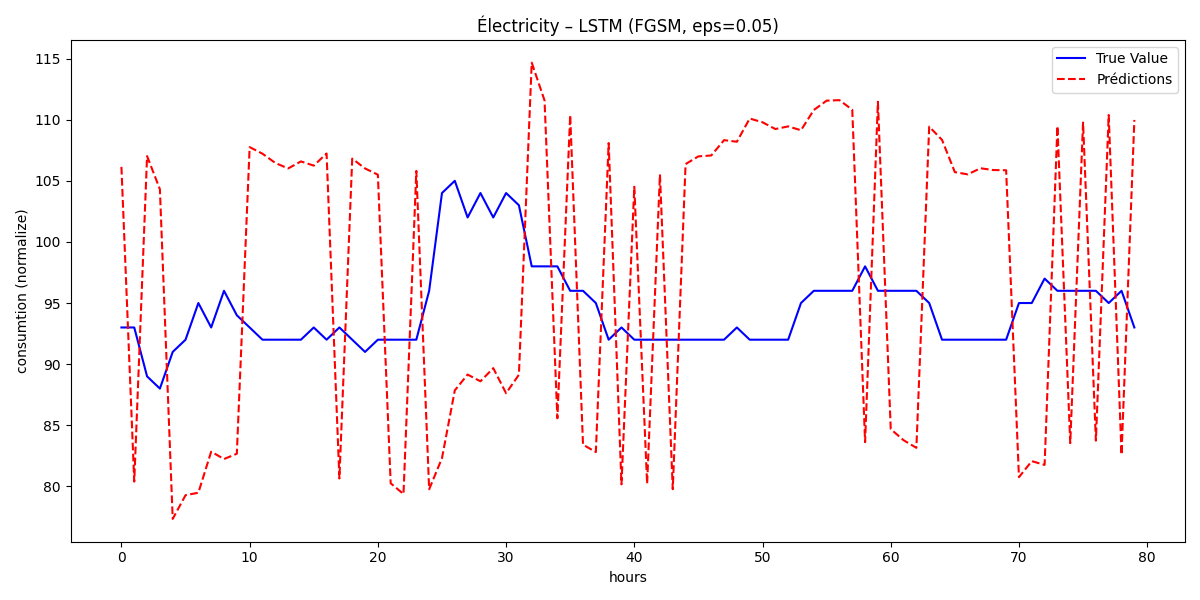 Électricity – LSTM (FGSM, eps=0.05)
True Value
Prédictions
consumtion (normalize)
115
110
105
100
95
90
85
80
0 10 20 30 40 50 60 70 80
hours